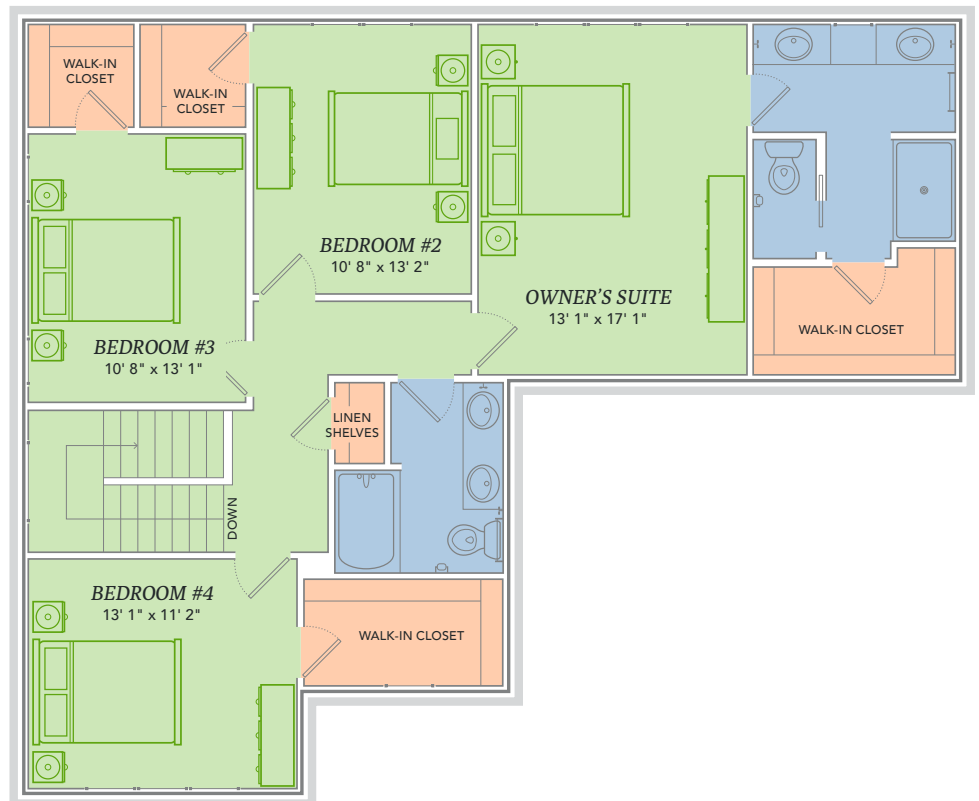 WALK-IN
CLOSET
WALK-IN
CLOSET
BEDROOM #2
10' 8" x 13' 2"
OWNER’S SUITE
13' 1" x 17' 1"
WALK-IN CLOSET
BEDROOM #3
10' 8" x 13' 1"
LINEN
SHELVES
DOWN
BEDROOM #4
13' 1" x 11' 2"
WALK-IN CLOSET